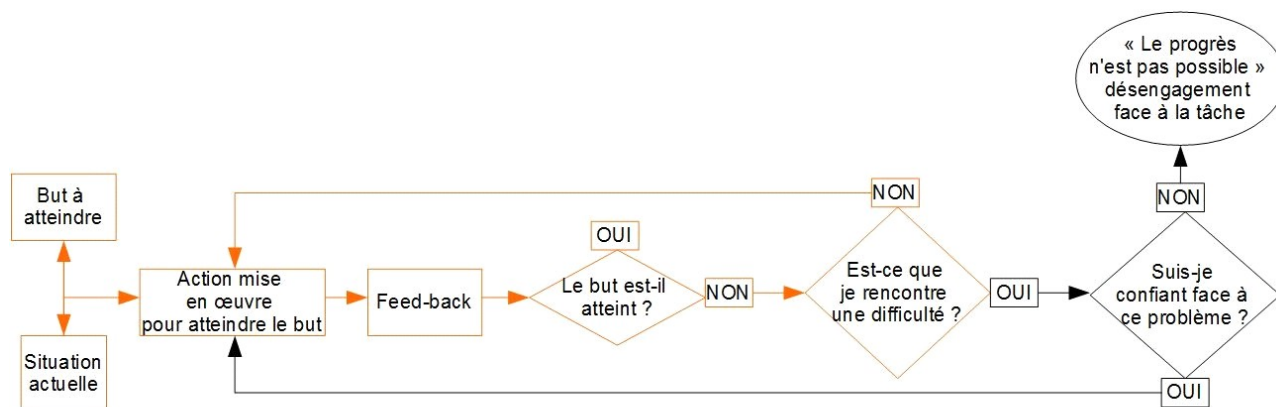 « Le progrès
n'est pas possible »
désengagement
face à la tâche
But à
atteindre
NON
NON
OUI
Action mise
en œuvre
pour atteindre le but
Feed-back
Le but est-il
atteint ?
NON
Est-ce que
je rencontre
une difficulté ?
OUI
Suis-je
confiant face à
ce problème ?
Situation
actuelle
OUI